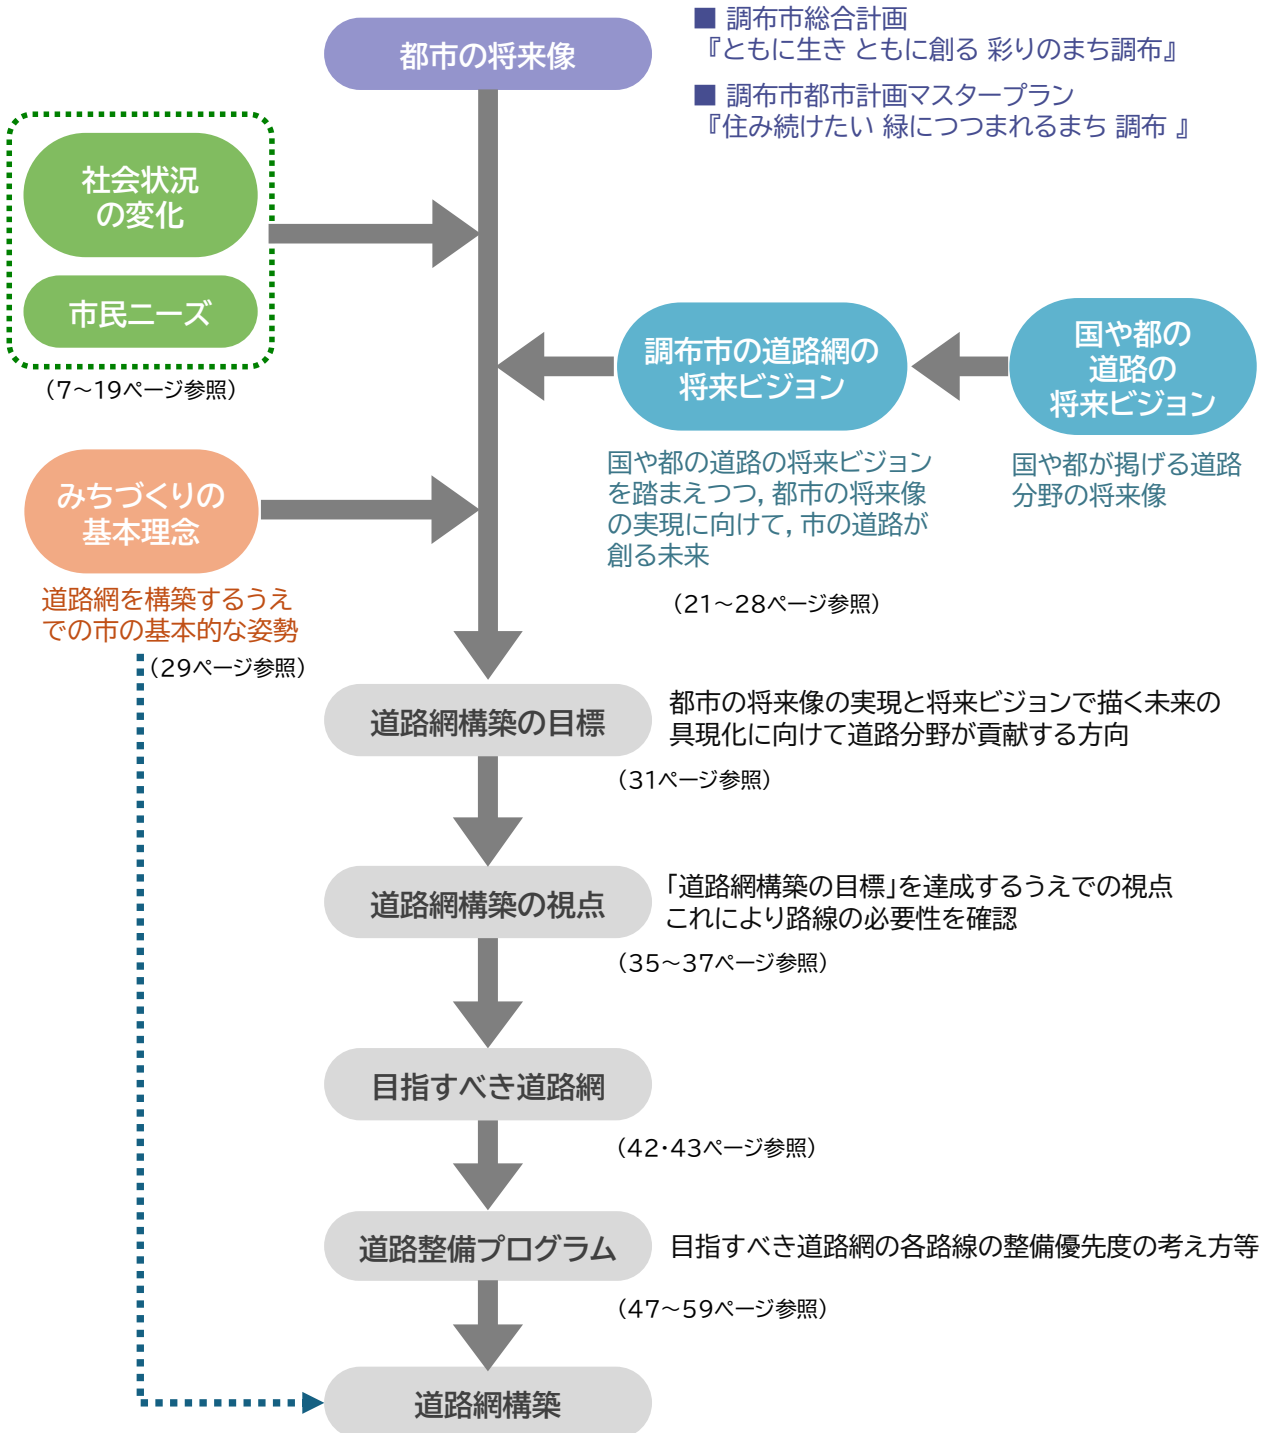 都市の将来像
■ 調布市総合計画
『ともに生き ともに創る 彩りのまち調布』
■ 調布市都市計画マスタープラン
『住み続けたい 緑につつまれるまち 調布 』
社会状況
の変化
市民ニーズ
（7～19ページ参照）
調布市の道路網の
将来ビジョン
国や都の
道路の
将来ビジョン
国や都の道路の将来ビジョン
を踏まえつつ，都市の将来像
の実現に向けて，市の道路が
創る未来
（21～28ページ参照）
国や都が掲げる道路
分野の将来像
みちづくりの
基本理念
道路網を構築するうえ
での市の基本的な姿勢
（29ページ参照）
道路網構築の目標
都市の将来像の実現と将来ビジョンで描く未来の
具現化に向けて道路分野が貢献する方向
（31ページ参照）
道路網構築の視点
「道路網構築の目標」を達成するうえでの視点
これにより路線の必要性を確認
（35～37ページ参照）
目指すべき道路網
（42・43ページ参照）
道路整備プログラム
目指すべき道路網の各路線の整備優先度の考え方等
（47～59ページ参照）
道路網構築